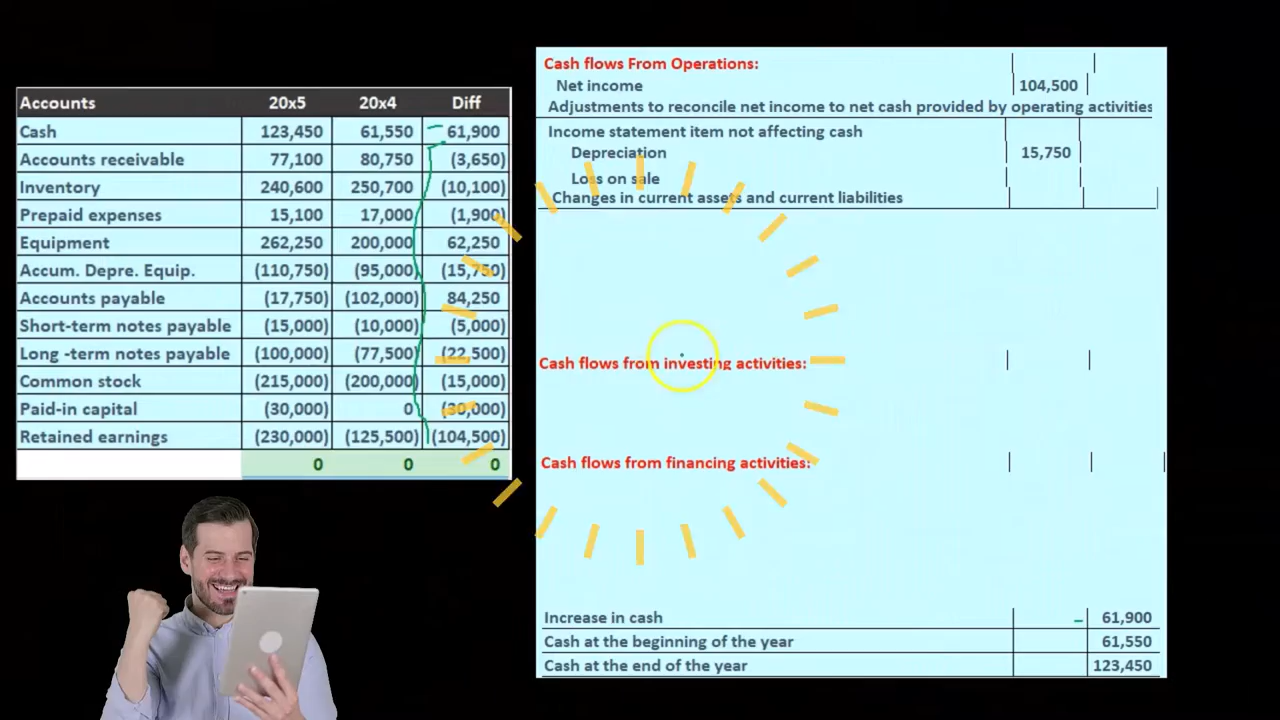 Accounts 20x5 20x4 Diff
Cash 123,450 61,550 61,900
Accounts receivable 77,100 80,750 (3,650)
Inventory 240,600 250,700 (10,100)
Prepaid expenses 15,100 17,000 (1,900)
Equipment 262,250 200,000 62,250
Accum. Depre. Equip. (110,750) (95,000) (15,750)
Accounts payable (17,750) (102,000) 84,250
Short-term notes payable (15,000) (10,000) (5,000)
Long -term notes payable (100,000) (77,500) (22,500)
Common stock (215,000) (200,000) (15,000)
Paid-in capital (30,000) 0 (30,000)
Retained earnings (230,000) (125,500) (104,500)
0 0 0
Cash flows From Operations:
Net income 104,500
Adjustments to reconcile net income to net cash provided by operating activities
Income statement item not affecting cash
Depreciation 15,750
Loss on sale
Changes in current assets and current liabilities
Cash flows from investing activities:
Cash flows from financing activities:
Increase in cash 61,900
Cash at the beginning of the year 61,550
Cash at the end of the year 123,450